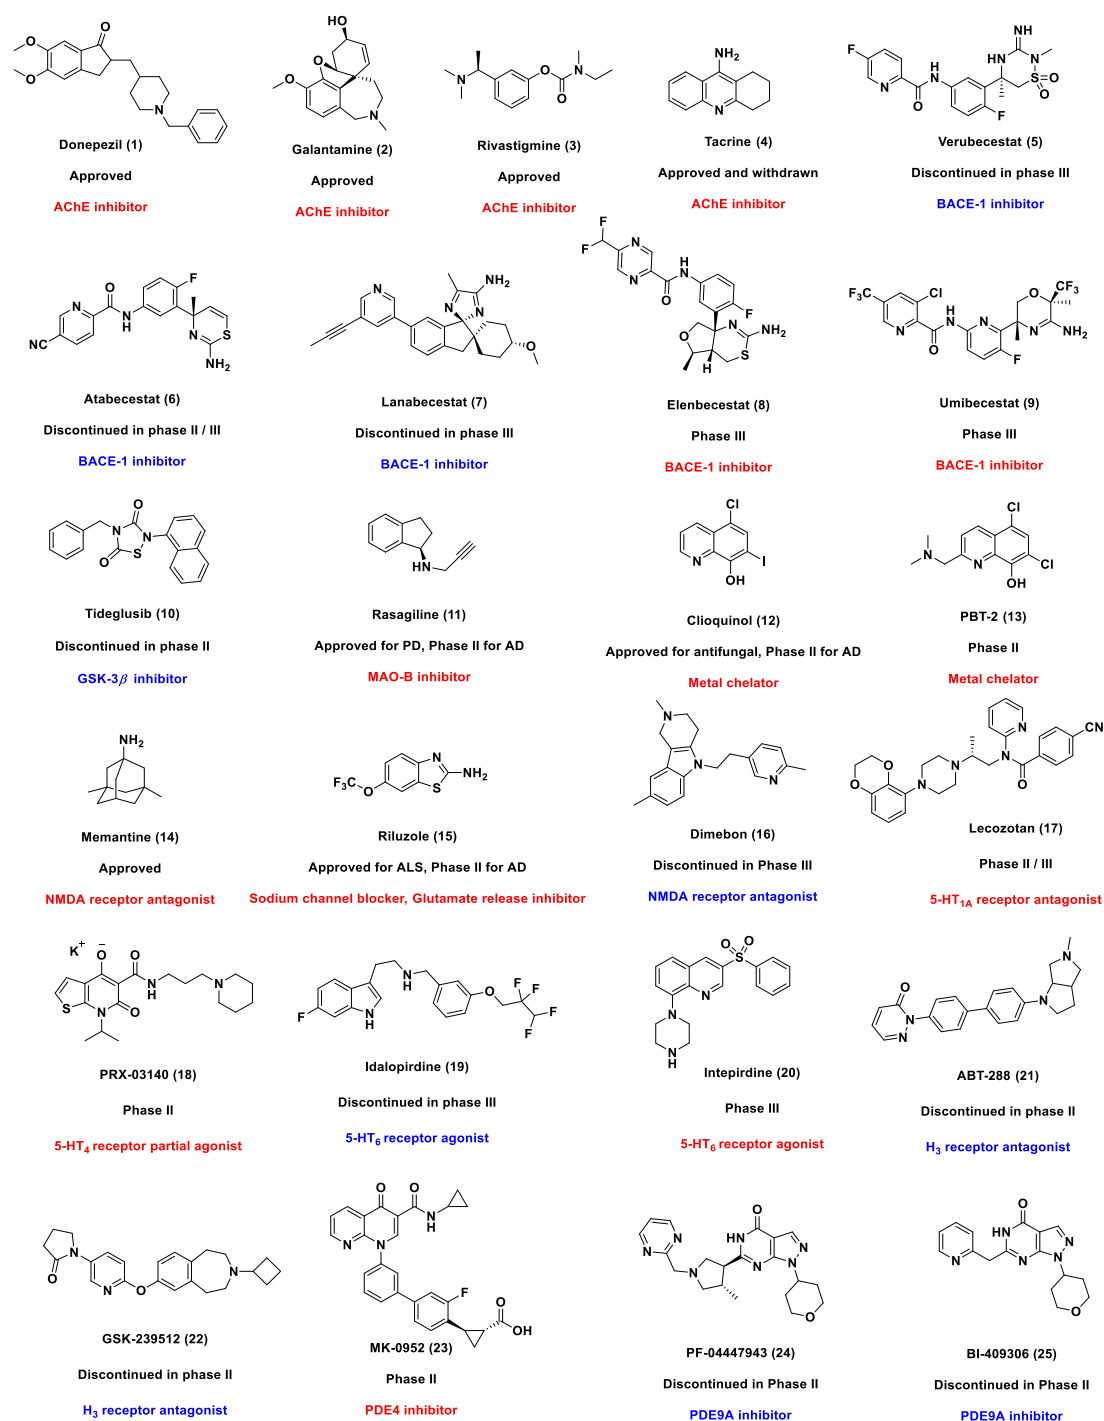 Donepezil (1)
Approved
AChE inhibitor
Galantamine (2)
Approved
AChE inhibitor
Rivastigmine (3)
Approved
AChE inhibitor
Tacrine (4)
Approved and withdrawn
AChE inhibitor
Verubecestat (5)
Discontinued in phase III
BACE-1 inhibitor
Atabecestat (6)
Discontinued in phase II / III
BACE-1 inhibitor
Lanabecestat (7)
Discontinued in phase III
BACE-1 inhibitor
Elenbecestat (8)
Phase III
BACE-1 inhibitor
Umibecestat (9)
Phase III
BACE-1 inhibitor
Tideglusib (10)
Discontinued in phase II
GSK-3β inhibitor
Rasagiline (11)
Approved for PD, Phase II for AD
MAO-B inhibitor
Clioquinol (12)
Approved for antifungal, Phase II for AD
Metal chelator
PBT-2 (13)
Phase II
Metal chelator
Memantine (14)
Approved
NMDA receptor antagonist
Riluzole (15)
Approved for ALS, Phase II for AD
Sodium channel blocker, Glutamate release inhibitor
Dimebon (16)
Discontinued in Phase III
NMDA receptor antagonist
Lecozotan (17)
Phase II / III
5-HT1A receptor antagonist
PRX-03140 (18)
Phase II
5-HT4 receptor partial agonist
Idalopirdine (19)
Discontinued in phase III
5-HT6 receptor agonist
Intepirdine (20)
Phase III
5-HT6 receptor agonist
ABT-288 (21)
Discontinued in phase II
H3 receptor antagonist
GSK-239512 (22)
Discontinued in phase II
H3 receptor antagonist
MK-0952 (23)
Phase II
PDE4 inhibitor
PF-04447943 (24)
Discontinued in Phase II
PDE9A inhibitor
BI-409306 (25)
Discontinued in Phase II
PDE9A inhibitor